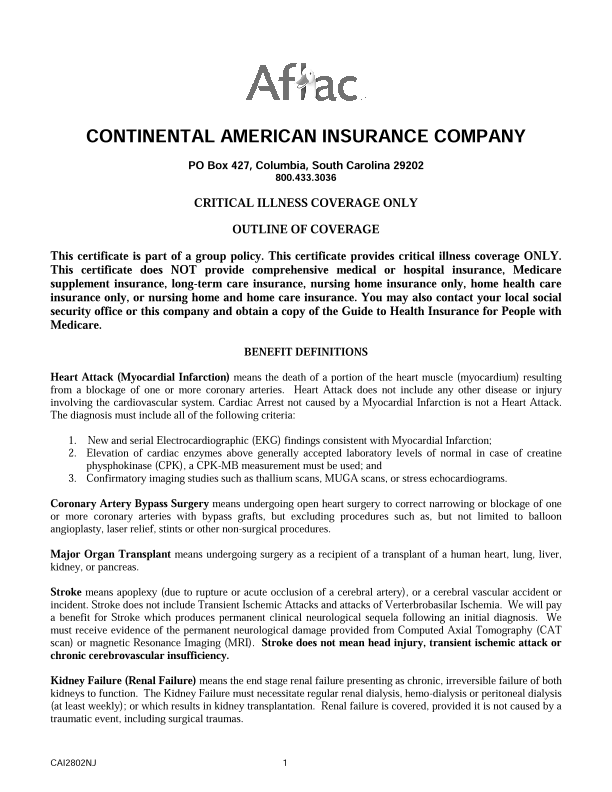 Aflac
CONTINENTAL AMERICAN INSURANCE COMPANY
PO Box 427, Columbia, South Carolina 29202
800.433.3036
CRITICAL ILLNESS COVERAGE ONLY
OUTLINE OF COVERAGE
This certificate is part of a group policy. This certificate provides critical illness coverage ONLY.
This certificate does NOT provide comprehensive medical or hospital insurance, Medicare
supplement insurance, long-term care insurance, nursing home insurance only, home health care
insurance only, or nursing home and home care insurance. You may also contact your local social
security office or this company and obtain a copy of the Guide to Health Insurance for People with
Medicare.
BENEFIT DEFINITIONS
Heart Attack (Myocardial Infarction) means the death of a portion of the heart muscle (myocardium) resulting
from a blockage of one or more coronary arteries. Heart Attack does not include any other disease or injury
involving the cardiovascular system. Cardiac Arrest not caused by a Myocardial Infarction is not a Heart Attack.
The diagnosis must include all of the following criteria:
1. New and serial Electrocardiographic (EKG) findings consistent with Myocardial Infarction;
2. Elevation of cardiac enzymes above generally accepted laboratory levels of normal in case of creatine
physphokinase (CPK), a CPK-MB measurement must be used; and
3. Confirmatory imaging studies such as thallium scans, MUGA scans, or stress echocardiograms.
Coronary Artery Bypass Surgery means undergoing open heart surgery to correct narrowing or blockage of one
or more coronary arteries with bypass grafts, but excluding procedures such as, but not limited to balloon
angioplasty, laser relief, stints or other non-surgical procedures.
Major Organ Transplant means undergoing surgery as a recipient of a transplant of a human heart, lung, liver,
kidney, or pancreas.
Stroke means apoplexy (due to rupture or acute occlusion of a cerebral artery), or a cerebral vascular accident or
incident. Stroke does not include Transient Ischemic Attacks and attacks of Verterbrobasilar Ischemia. We will pay
a benefit for Stroke which produces permanent clinical neurological sequela following an initial diagnosis. We
must receive evidence of the permanent neurological damage provided from Computed Axial Tomography (CAT
scan) or magnetic Resonance Imaging (MRI). Stroke does not mean head injury, transient ischemic attack or
chronic cerebrovascular insufficiency.
Kidney Failure (Renal Failure) means the end stage renal failure presenting as chronic, irreversible failure of both
kidneys to function. The Kidney Failure must necessitate regular renal dialysis, hemo-dialysis or peritoneal dialysis
(at least weekly); or which results in kidney transplantation. Renal failure is covered, provided it is not caused by a
traumatic event, including surgical traumas.
CAI2802NJ 1